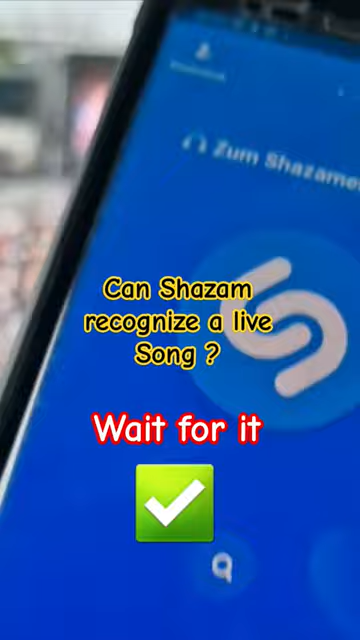 Zum Shazamen
Can Shazam
recognize a live
Song ?
Wait for it